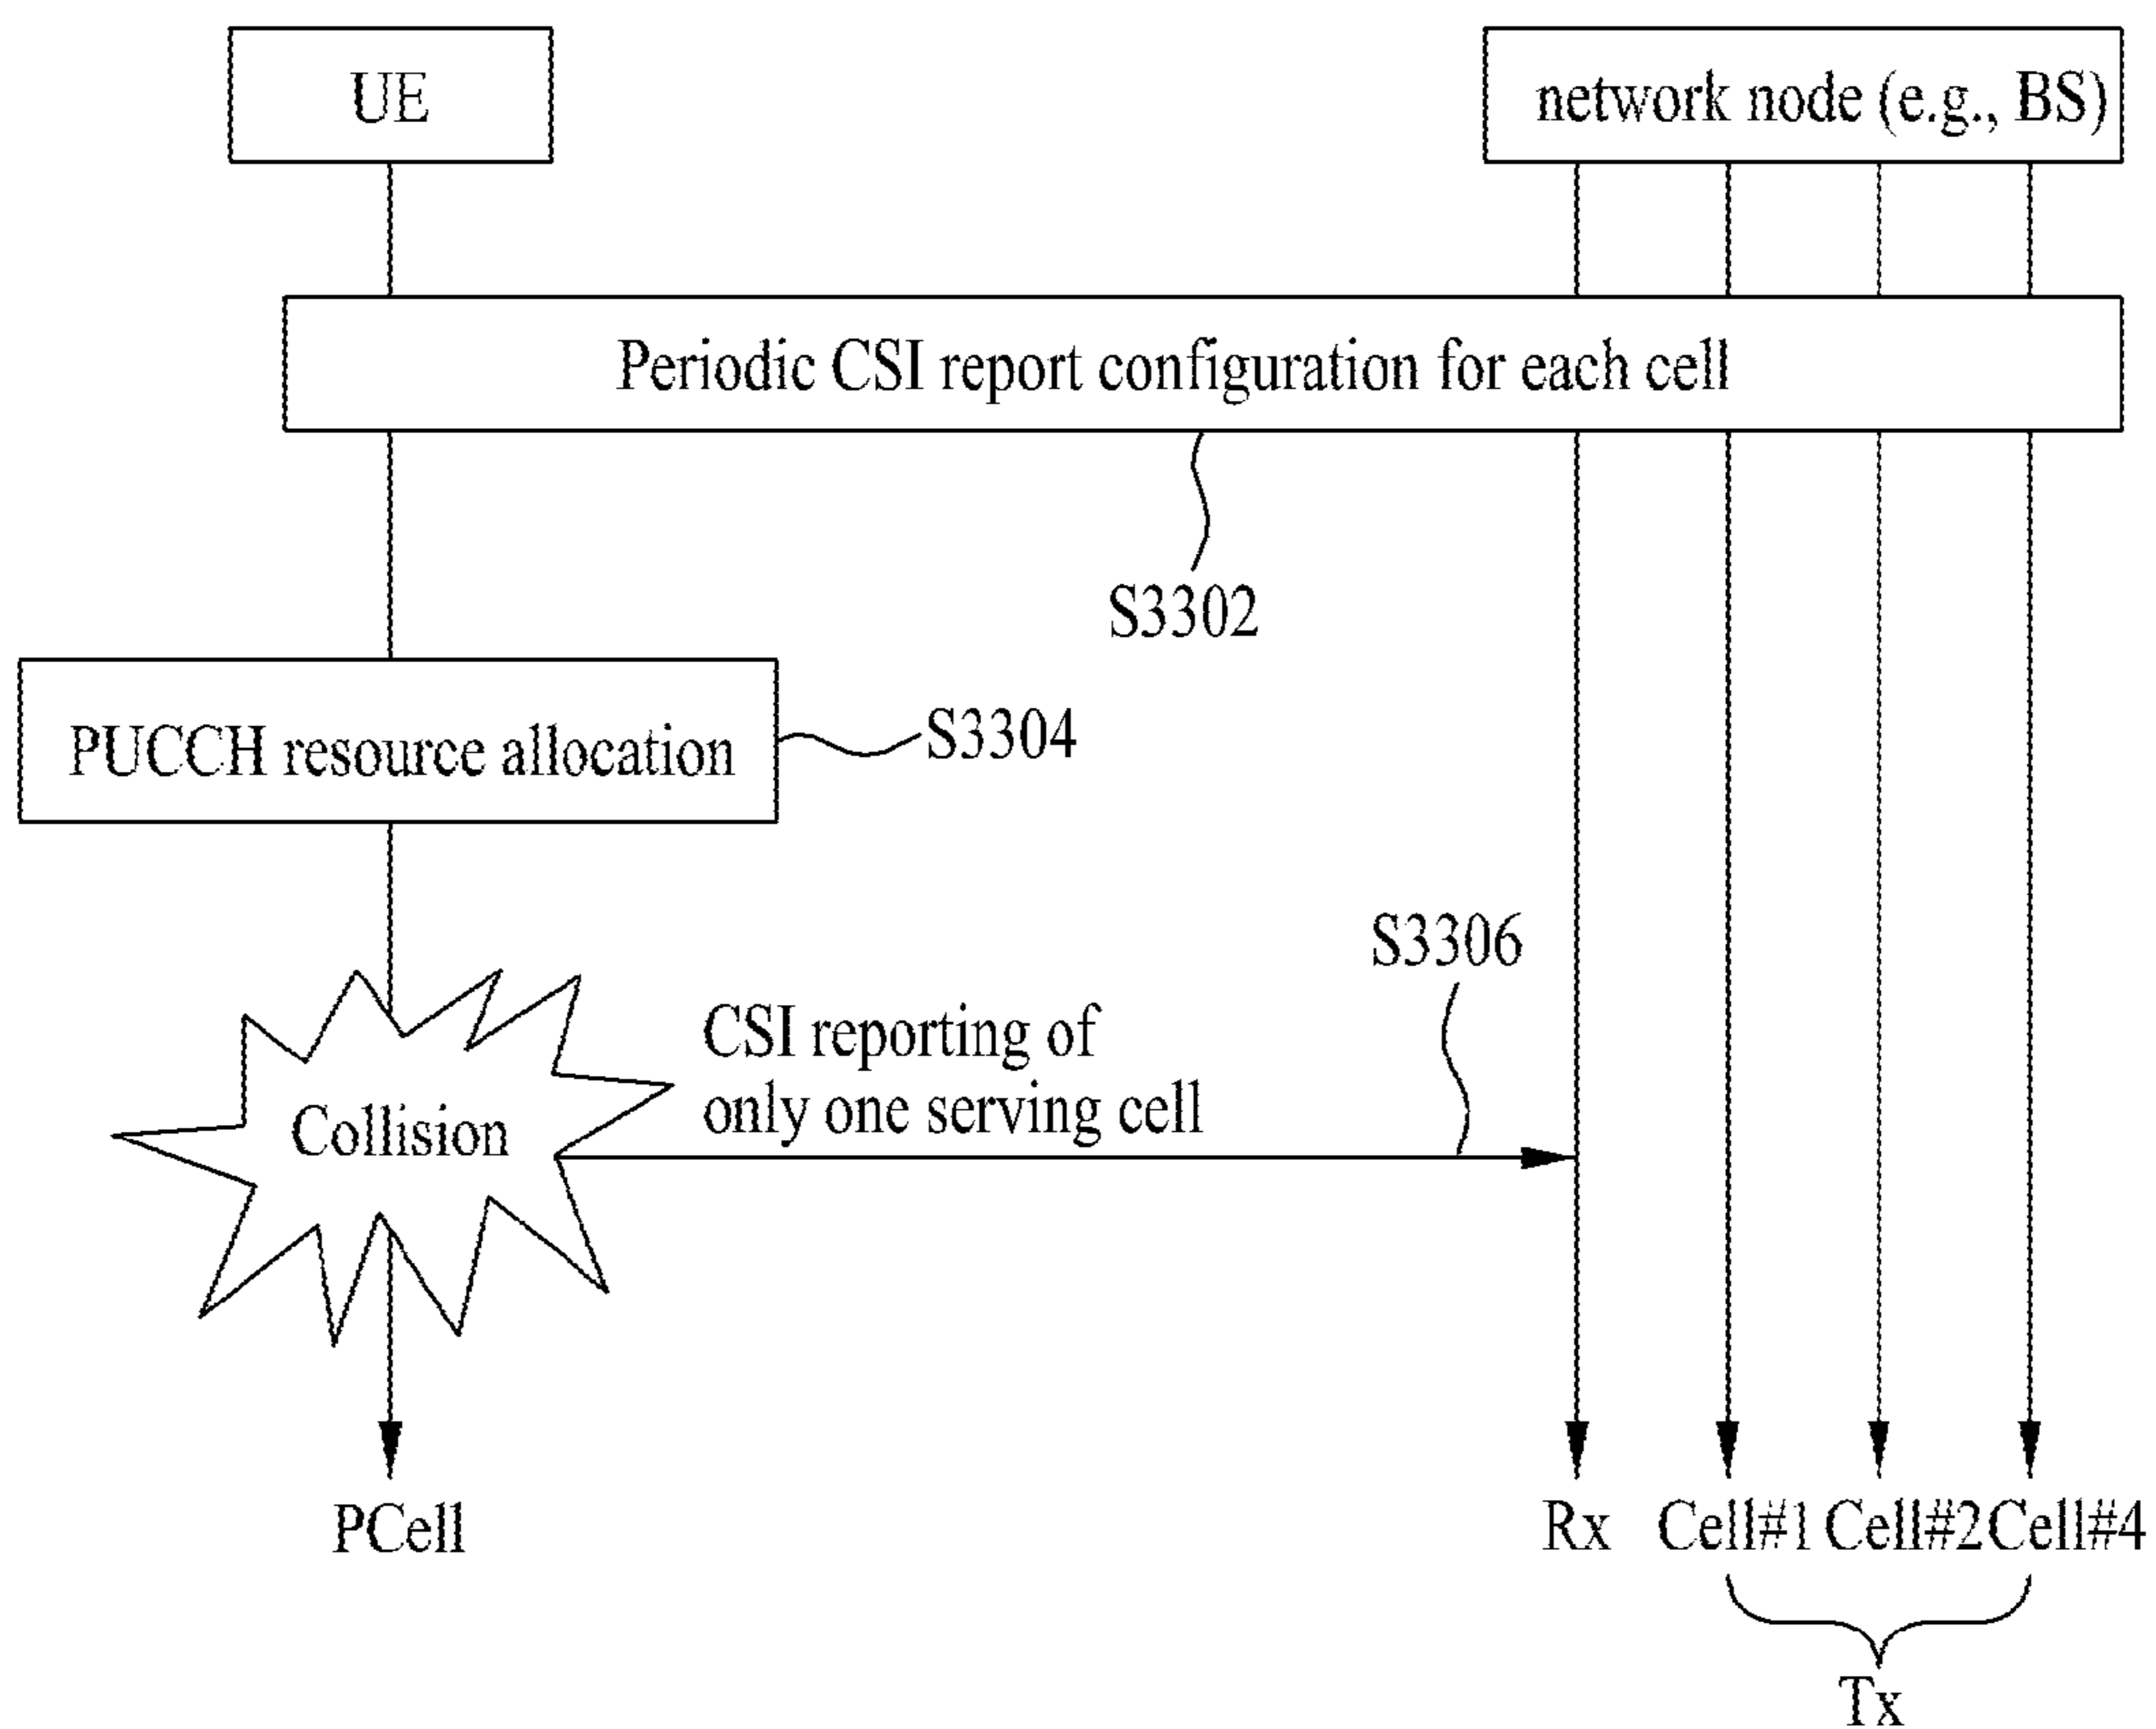 UE
network node (e.g., BS)
Periodic CSI report configuration for each cell
S3302
PUCCH resource allocation
S3304
S3306
CSI reporting of
only one serving cell
Collision
PCell
Rx
Cell#1
Cell#2
Cell#4
Tx